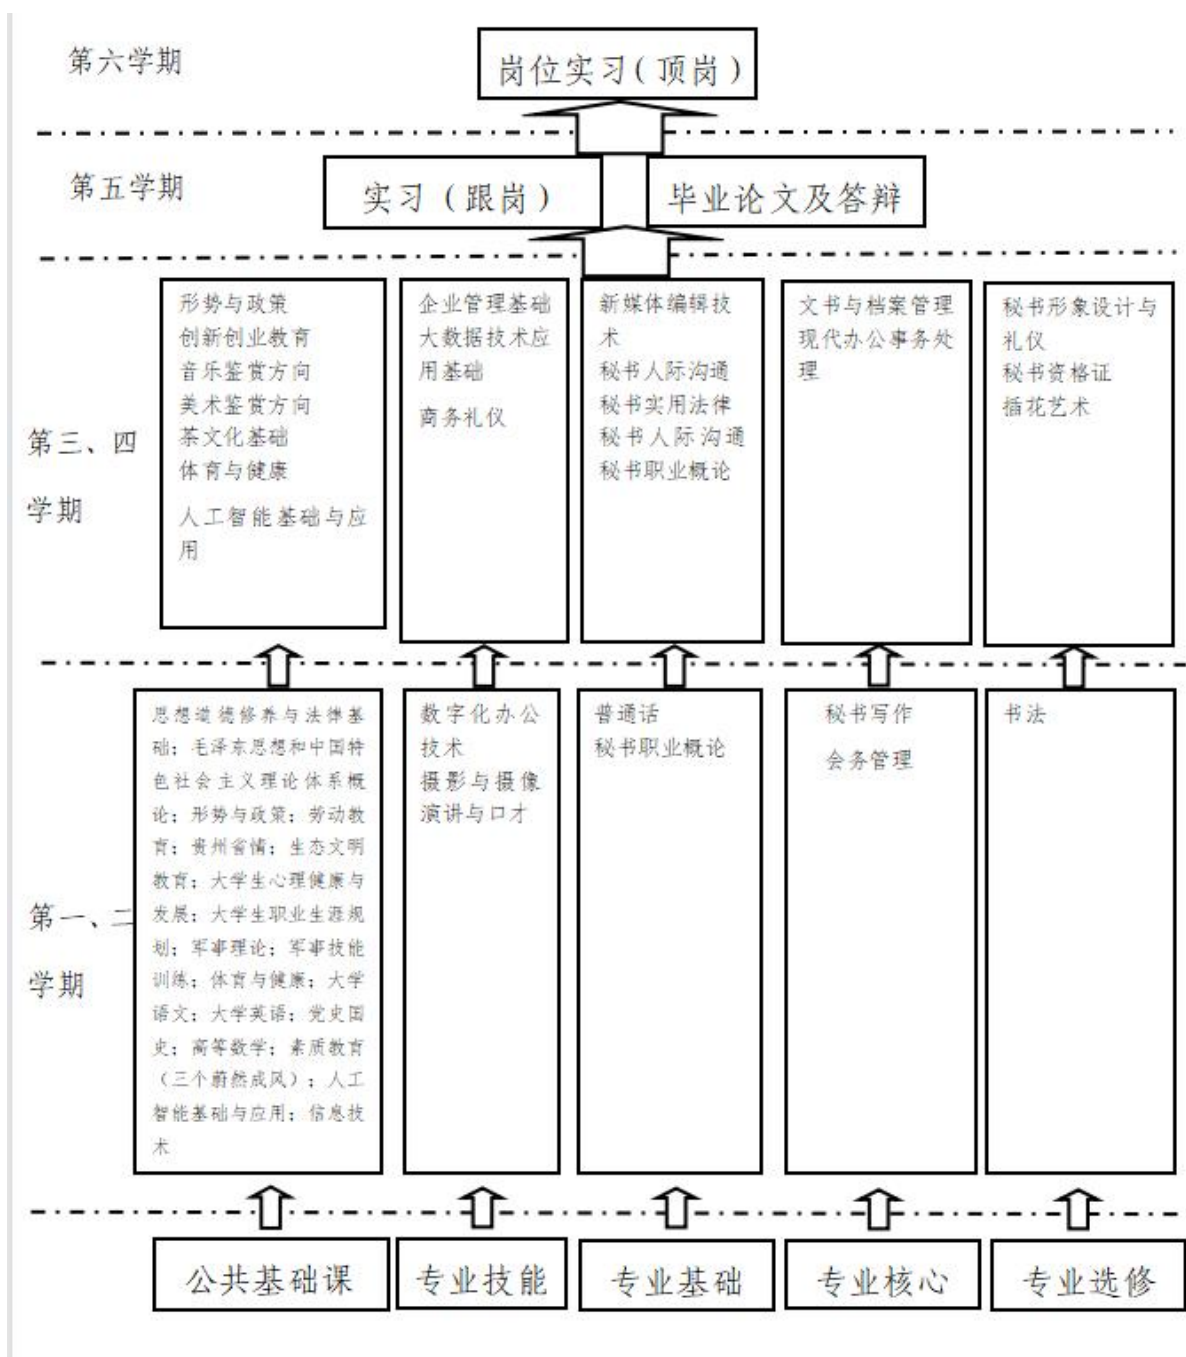 第六学期
岗位实习(顶岗)
第五学期
实习（跟岗）
毕业论文及答辩
第三、四
学期
形势与政策
创新创业教育
音乐鉴赏方向
美术鉴赏方向
茶文化基础
体育与健康
人工智能基础与应
用
企业管理基础
大数据技术应
用基础
商务礼仪
新媒体编辑技
术
秘书人际沟通
秘书实用法律
秘书人际沟通
秘书职业概论
文书与档案管理
现代办公事务处
理
秘书形象设计与
礼仪
秘书资格证
插花艺术
第一、二
学期
思想道德修养与法律基
础；毛泽东思想和中国特
色社会主义理论体系概
论；形势与政策；劳动教
育；贵州省情；生态文明
教育；大学生心理健康与
发展；大学生职业生涯规
划；军事理论；军事技能
训练；体育与健康；大学
语文；大学英语；党史国
史；高等数学；素质教育
（三个蔚然成风）；人工
智能基础与应用；信息技
术
数字化办公
技术
摄影与摄像
演讲与口才
普通话
秘书职业概论
秘书写作
会务管理
书法
公共基础课
专业技能
专业基础
专业核心
专业选修